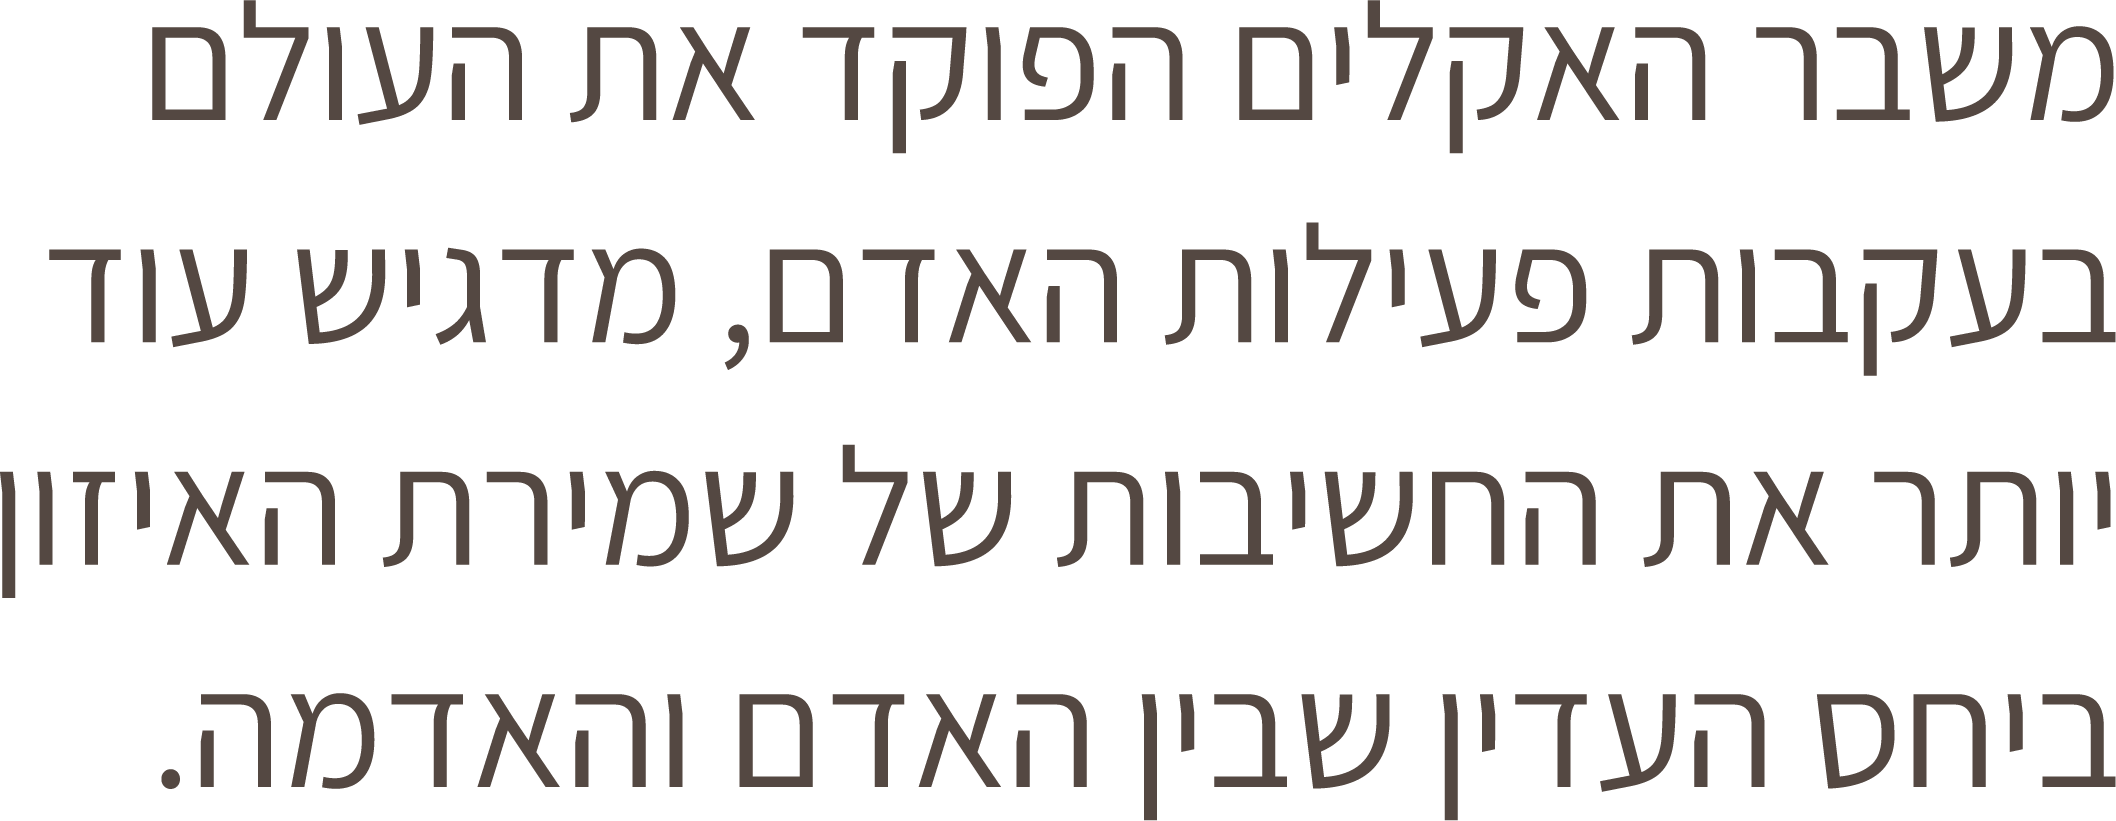 משבר האקלים הפוקד את העולם
בעקבות פעילות האדם, מדגיש עוד
יותר את החשיבות של שמירת האיזון
ביחס העדין שבין האדם והאדמה.